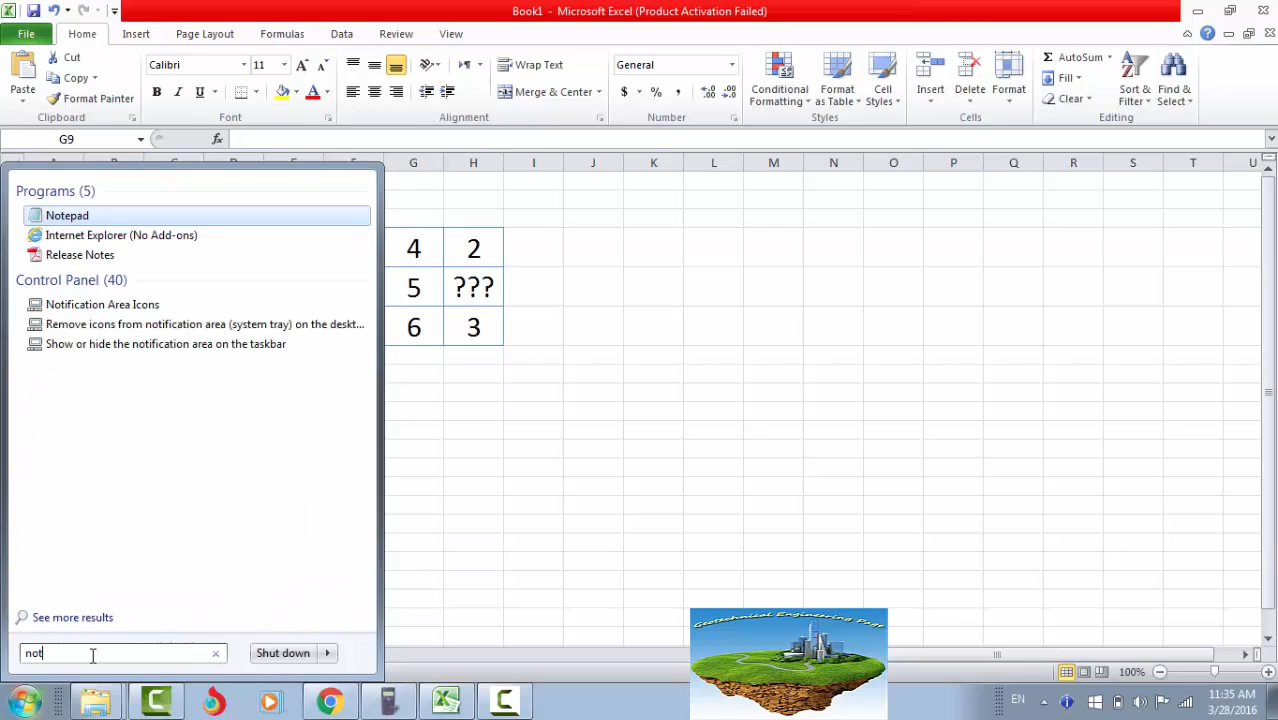 Book1 - Microsoft Excel (Product Activation Failed)
File Home Insert Page Layout Formulas Data Review View
Paste
Cut
Copy
Format Painter
Clipboard
Calibri 11
B I U
Font
Wrap Text
Merge & Center
Alignment
General
$ % ,
Number
Conditional Formatting
Format as Table
Cell Styles
Styles
Insert Delete Format
Cells
AutoSum
Fill
Clear
Sort & Filter
Find & Select
Editing
G9 fx
G H I J K L M N O P Q R S T U
4 2
5 ???
6 3
Programs (5)
Notepad
Internet Explorer (No Add-ons)
Release Notes
Control Panel (40)
Notification Area Icons
Remove icons from notification area (system tray) on the deskt...
Show or hide the notification area on the taskbar
See more results
not
Shut down
Geotechnical Engineering Page
100%
EN
11:35 AM
3/28/2016